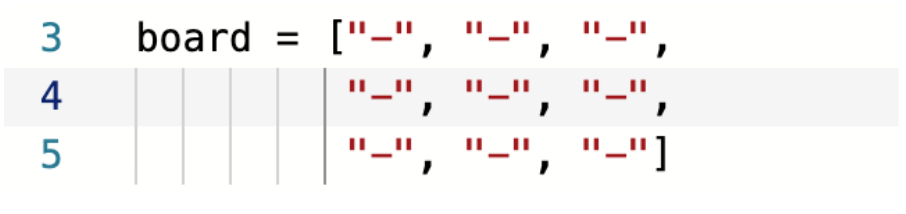 3 board = ["-", "-", "-",
4 "-", "-", "-",
5 "-", "-", "-"]